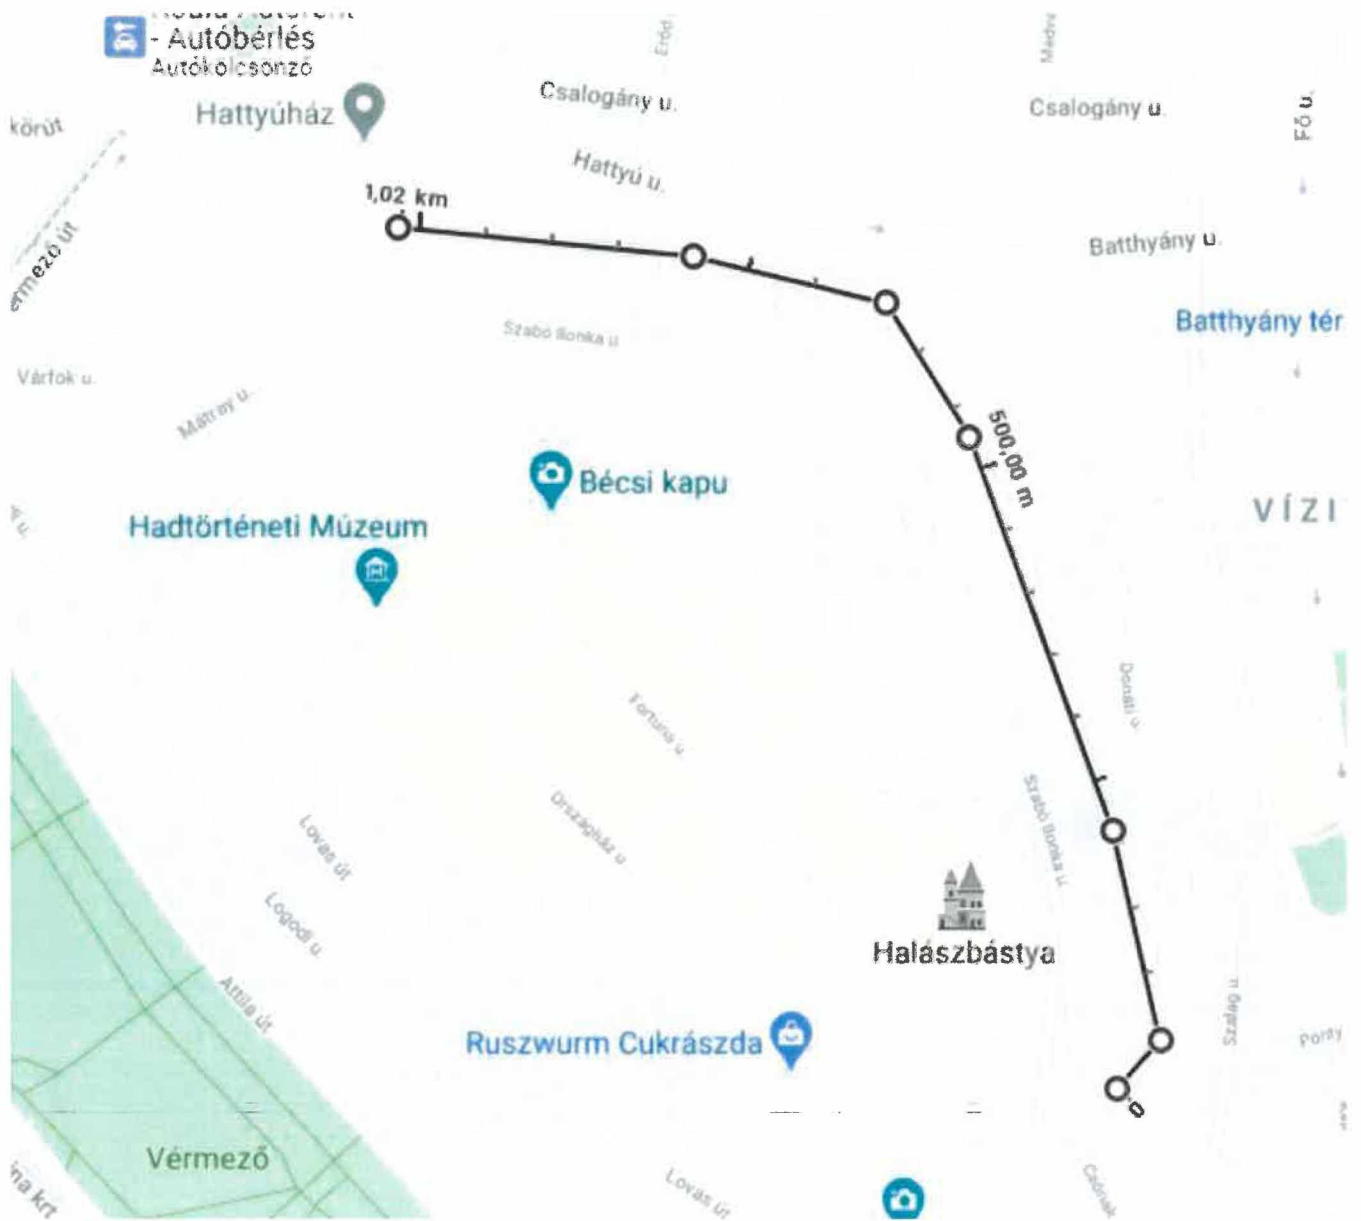 - Autóbérlés
Autókölcsönző
Hattyúház
körút
Csalogány u.
Hattyú u.
Csalogány u.
Fő u.
1,02 km
Batthyány u.
Batthyány tér
Szabó Ilonka u.
Várfok u.
Mátray u.
500,00 m
Bécsi kapu
VÍZI
Hadtörténeti Múzeum
Donáti u.
Fortuna u.
Szabó Ilonka u.
Országház u.
Lovas út
Logodi u.
Halászbástya
Attila út
Szalag u.
Ruszwurm Cukrászda
0
Vérmező
Lovas út